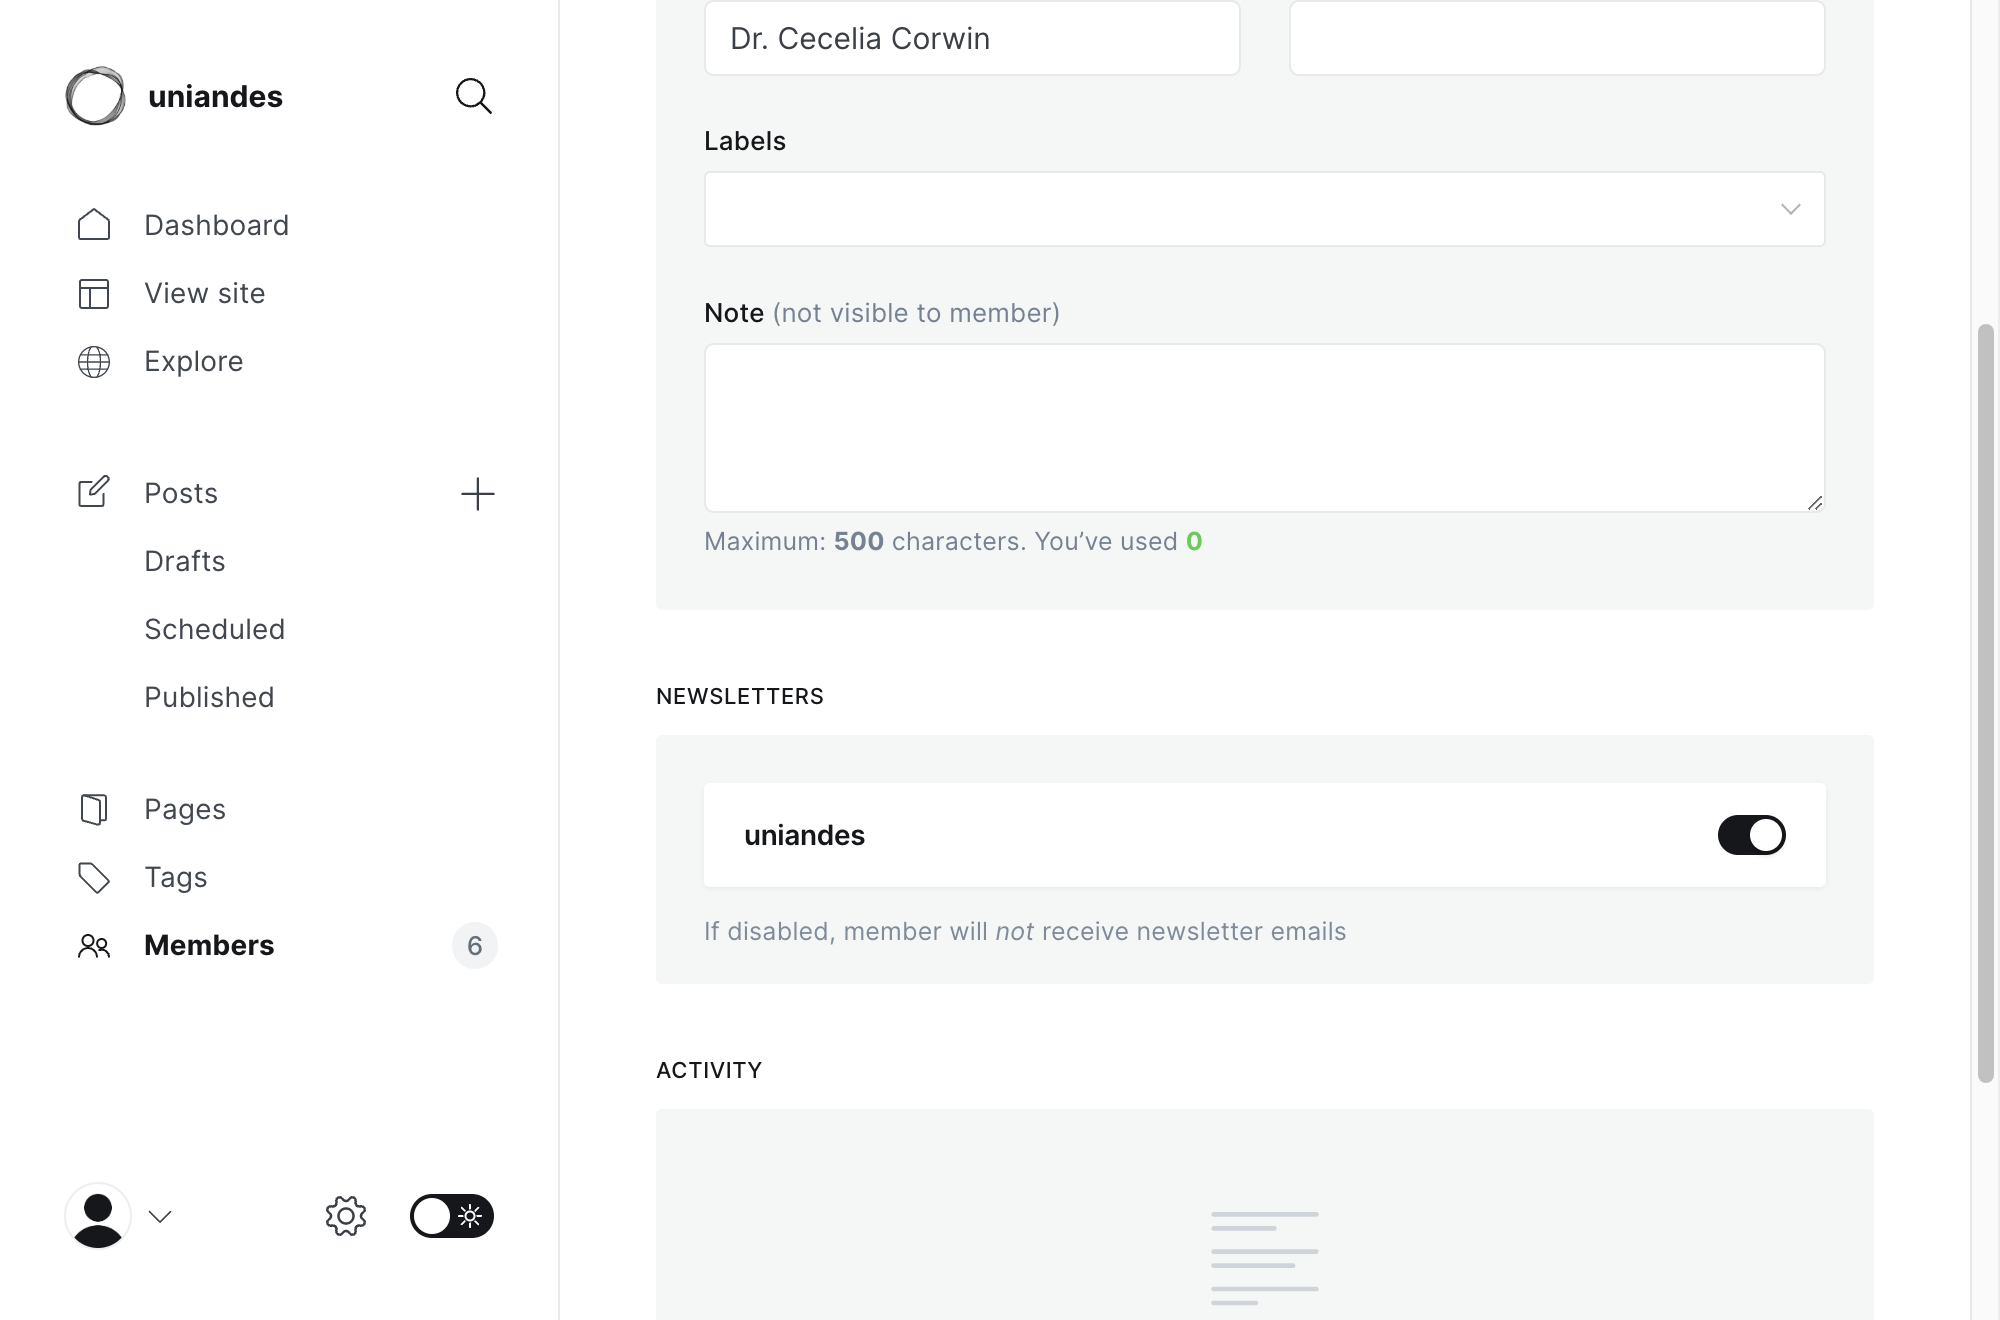 uniandes
Dashboard
View site
Explore
Posts
Drafts
Scheduled
Published
Pages
Tags
Members 6
Dr. Cecelia Corwin
Labels
Note (not visible to member)
Maximum: 500 characters. You’ve used 0
NEWSLETTERS
uniandes
If disabled, member will not receive newsletter emails
ACTIVITY